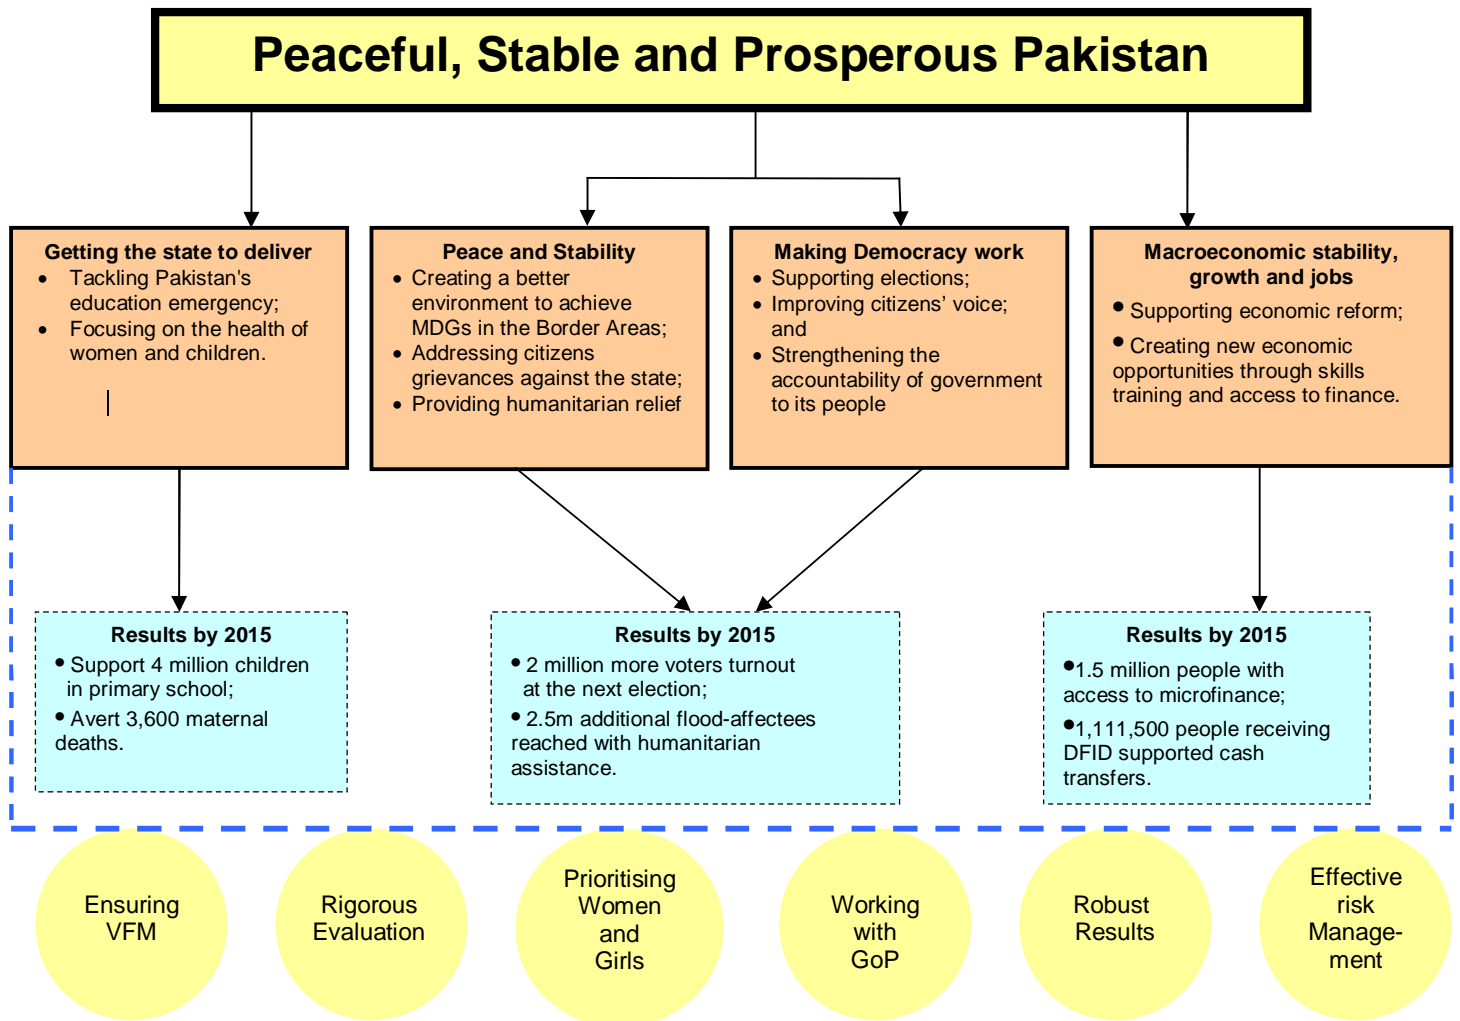 Peaceful, Stable and Prosperous Pakistan
Getting the state to deliver
• Tackling Pakistan's
education emergency;
• Focusing on the health of
women and children.
Peace and Stability
• Creating a better
environment to achieve
MDGs in the Border Areas;
• Addressing citizens
grievances against the state;
• Providing humanitarian relief
Making Democracy work
• Supporting elections;
• Improving citizens’ voice;
and
• Strengthening the
accountability of government
to its people
Macroeconomic stability,
growth and jobs
• Supporting economic reform;
• Creating new economic
opportunities through skills
training and access to finance.
Results by 2015
• Support 4 million children
in primary school;
• Avert 3,600 maternal
deaths.
Results by 2015
• 2 million more voters turnout
at the next election;
• 2.5m additional flood-affectees
reached with humanitarian
assistance.
Results by 2015
•1.5 million people with
access to microfinance;
•1,111,500 people receiving
DFID supported cash
transfers.
Ensuring
VFM
Rigorous
Evaluation
Prioritising
Women
and
Girls
Working
with
GoP
Robust
Results
Effective
risk
Manage-
ment